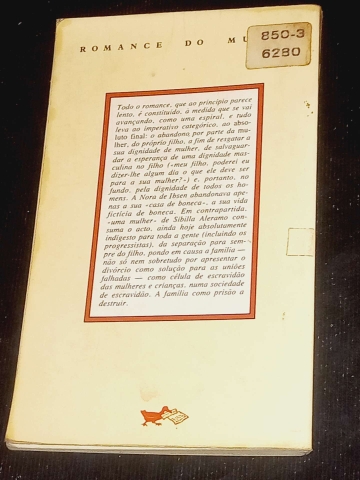 ROMANCE DO MU
850-3
6280
Todo o romance, que ao princípio parece
lento, é constituído, à medida que se vai
avançando, como uma espiral, e tudo
leva ao imperativo categórico, ao abso-
luto final: o abandono, por parte da mu-
lher, do próprio filho, a fim de resgatar a
sua dignidade de mulher, de salvaguar-
dar a esperança de uma dignidade mas-
culina no filho («meu filho, poderei eu
dizer-lhe algum dia o que ele deve ser
para a sua mulher?») e, portanto, no
fundo, pela dignidade de todos os ho-
mens. A Nora de Ibsen abandonava ape-
nas a sua «casa de boneca», a sua vida
fictícia de boneca. Em contrapartida,
«uma mulher» de Sibilla Aleramo con-
suma o acto, ainda hoje absolutamente
indigesto para toda a gente (incluindo os
progressistas), da separação para sem-
pre do filho, pondo em causa a família —
não só nem sobretudo por apresentar o
divórcio como solução para as uniões
falhadas — como célula de escravidão
das mulheres e crianças, numa sociedade
de escravidão. A família como prisão a
destruir.